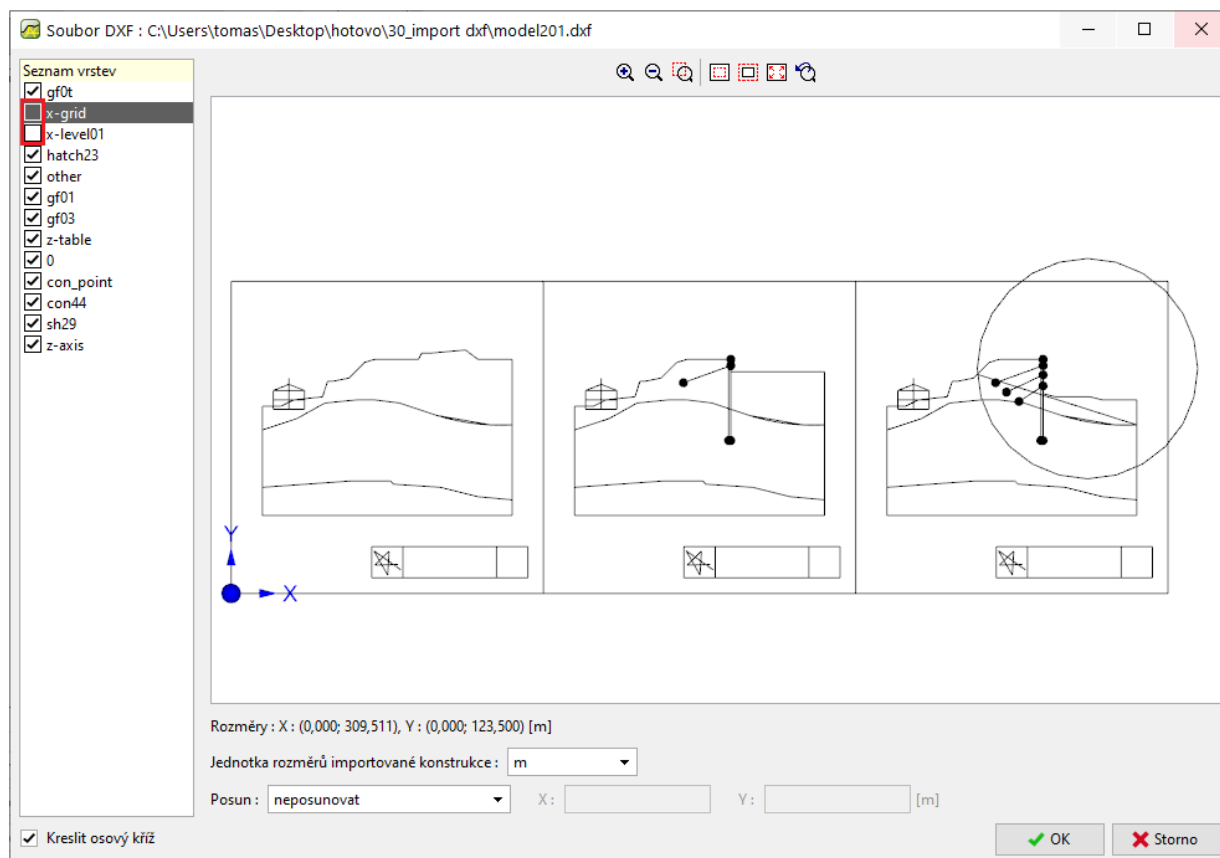 Soubor DXF : C:\Users\tomas\Desktop\hotovo\30_import dxf\model201.dxf
Seznam vrstev
gf0t
x-grid
x-level01
hatch23
other
gf01
gf03
z-table
0
con_point
con44
sh29
z-axis
Y
X
Rozměry : X : (0,000; 309,511), Y : (0,000; 123,500) [m]
Jednotka rozměrů importované konstrukce : m
Posun : neposunovat X : Y : [m]
Kreslit osový kříž OK Storno